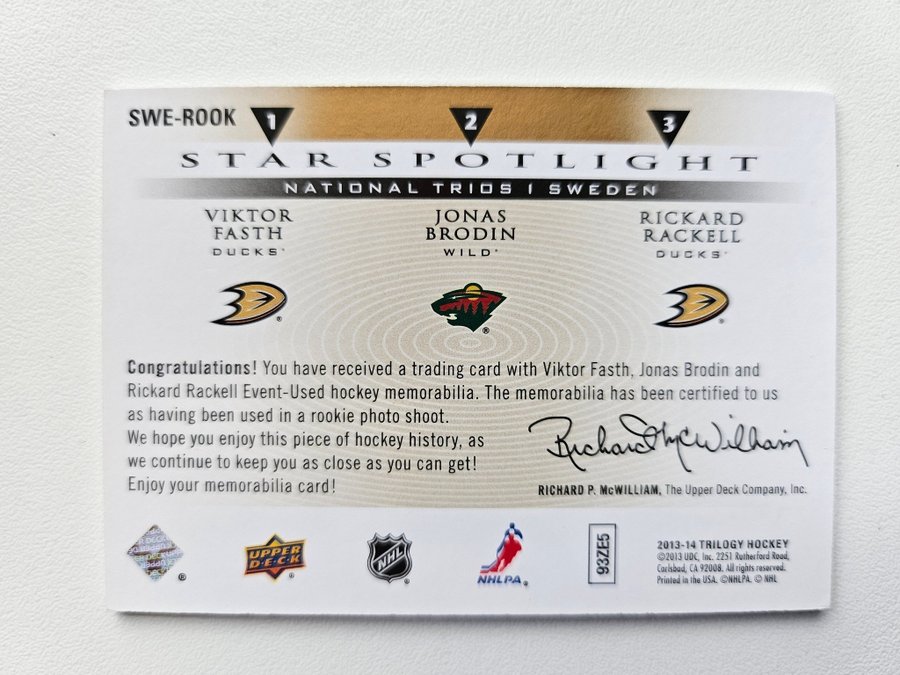 SWE-ROOK 1 2 3
STAR SPOTLIGHT
NATIONAL TRIOS | SWEDEN
VIKTOR FASTH
DUCKS
JONAS BRODIN
WILD
RICKARD RACKELL
DUCKS
Congratulations! You have received a trading card with Viktor Fasth, Jonas Brodin and
Rickard Rackell Event-Used hockey memorabilia. The memorabilia has been certified to us
as having been used in a rookie photo shoot.
We hope you enjoy this piece of hockey history, as
we continue to keep you as close as you can get!
Enjoy your memorabilia card!
Richard P McWilliam
RICHARD P. McWILLIAM, The Upper Deck Company, Inc.
UPPER DECK
NHL
NHLPA
93ZE5
2013-14 TRILOGY HOCKEY
©2013 UDC, Inc. 2251 Rutherford Road,
Carlsbad, CA 92008. All rights reserved.
Printed in the USA. ©NHLPA. © NHL